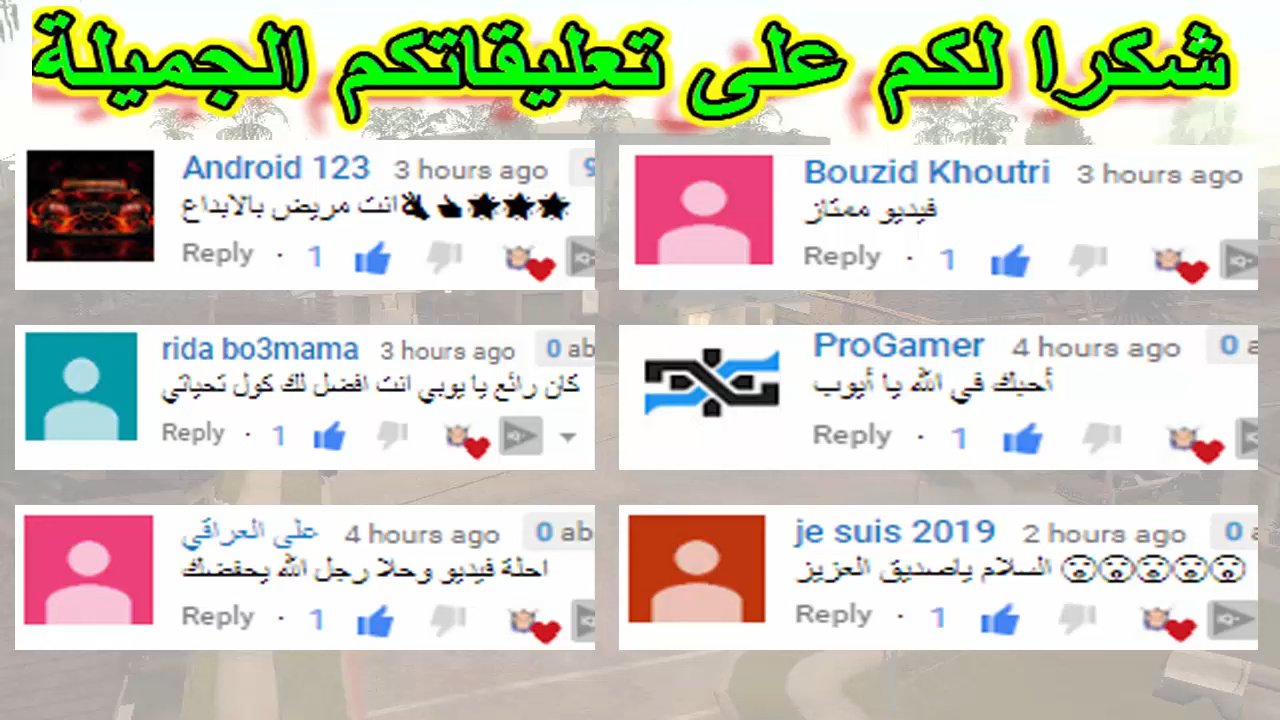 شكرا لكم على تعليقاتكم الجميلة
Android 123 3 hours ago 9
انت مريض بالابداع
Reply · 1
Bouzid Khoutri 3 hours ago
فيديو ممتاز
Reply · 1
rida bo3mama 3 hours ago 0 ab
كان رائع يا يوبي انت افضل لك كول تحياتي
Reply · 1
ProGamer 4 hours ago 0
أحبك في الله يا أيوب
Reply · 1
على العراقي 4 hours ago 0 ab
احلة فيديو وحلا رجل الله يحفضك
Reply · 1
je suis 2019 2 hours ago 0
السلام ياصديق العزيز 😮😮😮😮😮
Reply · 1